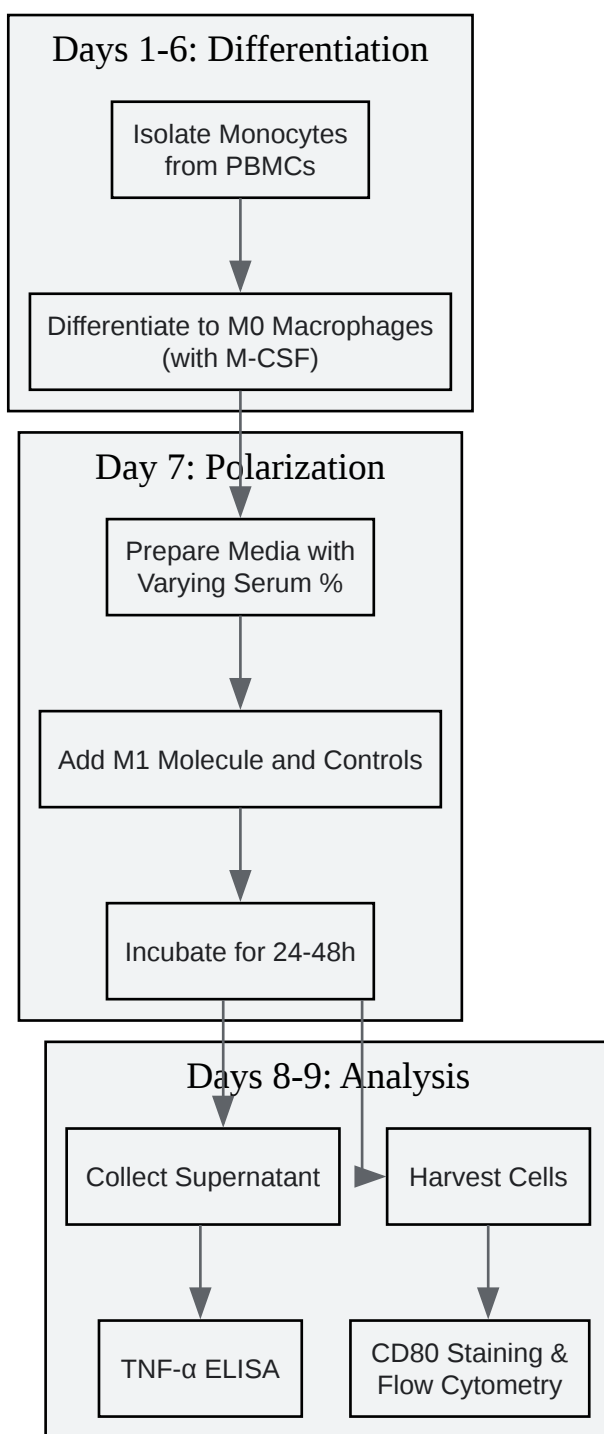 Days 1-6: Differentiation
Isolate Monocytes
from PBMCs
Differentiate to M0 Macrophages
(with M-CSF)
Day 7: Polarization
Prepare Media with
Varying Serum %
Add M1 Molecule and Controls
Incubate for 24-48h
Days 8-9: Analysis
Collect Supernatant
Harvest Cells
TNF-α ELISA
CD80 Staining &
Flow Cytometry